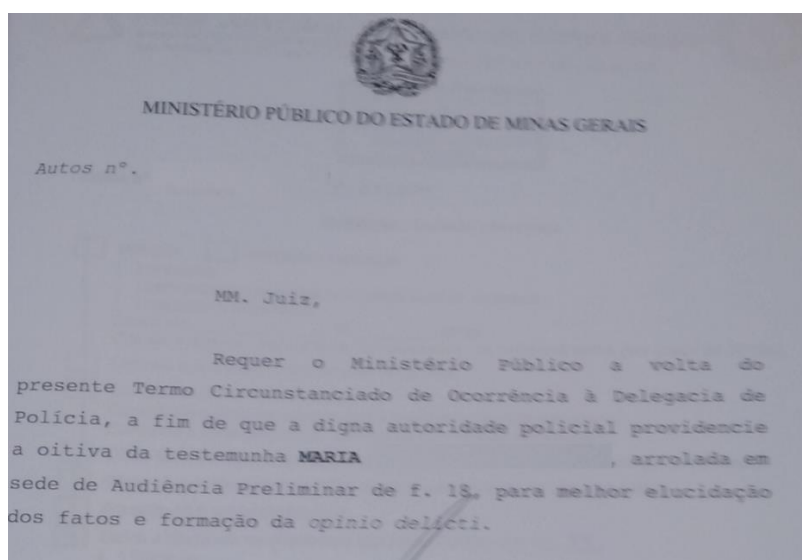 MINISTÉRIO PÚBLICO DO ESTADO DE MINAS GERAIS
Autos nº.
MM. Juiz,
Requer o Ministério Público a volta do
presente Termo Circunstanciado de Ocorrência à Delegacia de
Polícia, a fim de que a digna autoridade policial providencie
a oitiva da testemunha MARIA , arrolada em
sede de Audiência Preliminar de f. 18, para melhor elucidação
dos fatos e formação da opinio delicti.